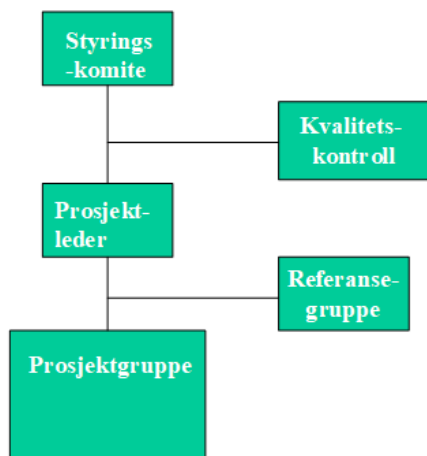 Styrings
-komite
Kvalitets-
kontroll
Prosjekt-
leder
Referanse-
gruppe
Prosjektgruppe